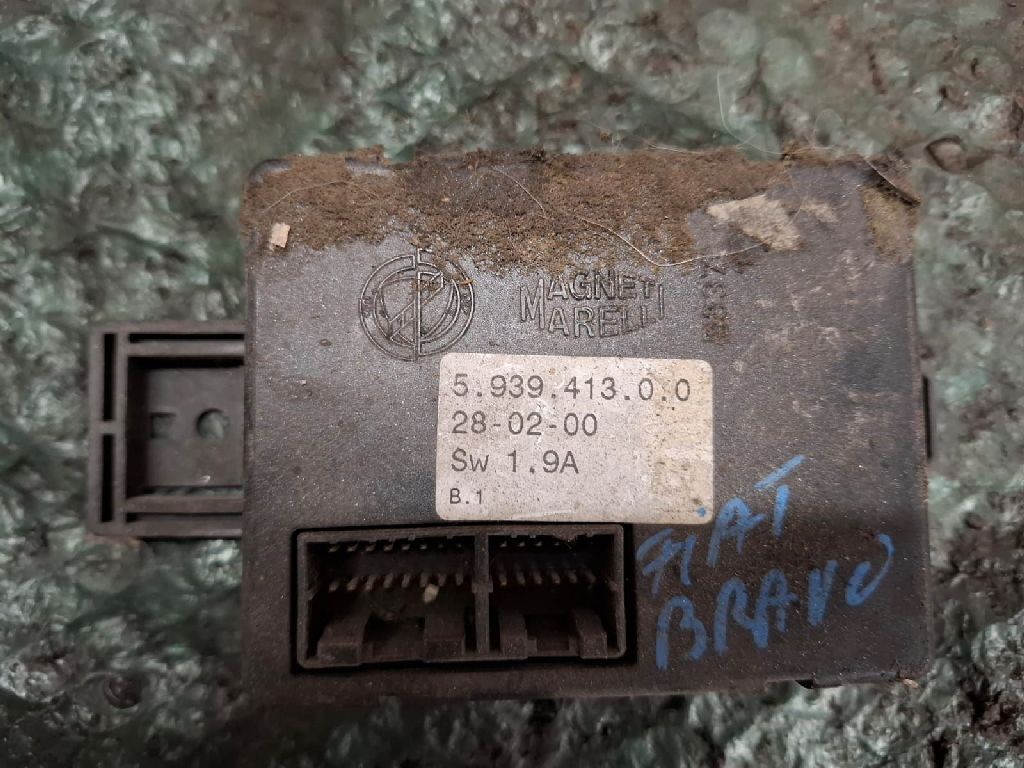 MAGNETI
MARELLI
5.939.413.0.0
28-02-00
SW 1.9A
B.1
FIAT
BRAVO